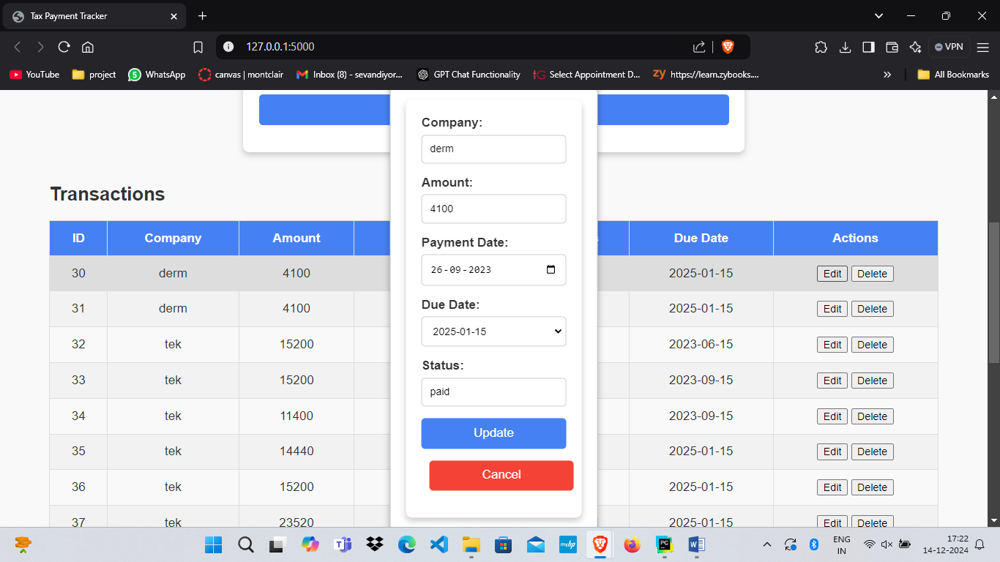 Tax Payment Tracker
127.0.0.1:5000
VPN
YouTube project WhatsApp canvas | montclair Inbox (8) - sevandiyor... GPT Chat Functionality Select Appointment D... https://learn.zybooks.... All Bookmarks
Company:
derm
Amount:
4100
Payment Date:
26-09-2023
Due Date:
2025-01-15
Status:
paid
Update
Cancel
Transactions
ID Company Amount Due Date Actions
30 derm 4100 2025-01-15 Edit Delete
31 derm 4100 2025-01-15 Edit Delete
32 tek 15200 2023-06-15 Edit Delete
33 tek 15200 2023-09-15 Edit Delete
34 tek 11400 2023-09-15 Edit Delete
35 tek 14440 2025-01-15 Edit Delete
36 tek 15200 2025-01-15 Edit Delete
37 tek 23520 2025-01-15 Edit Delete
ENG
IN
17:22
14-12-2024